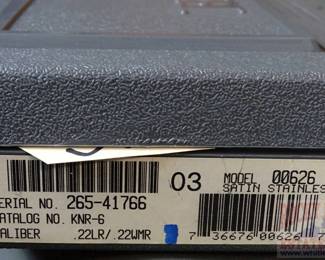 03 MODEL 00626
SATIN STAINLES
ERIAL NO. 265-41766
ATALOG NO. KNR-6
ALIBER .22LR/.22WMR
7 36676 00626 7